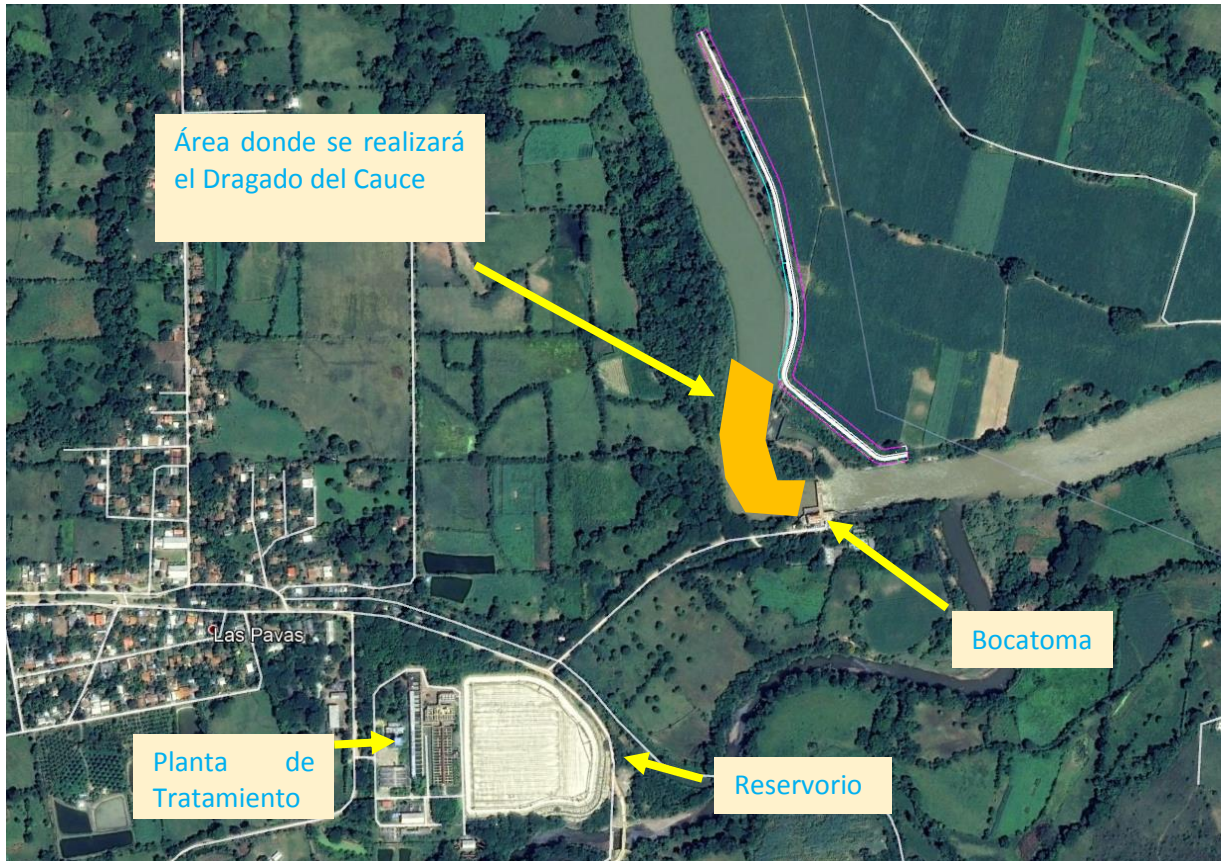 Área donde se realizará
el Dragado del Cauce
Bocatoma
Las Pavas
Planta de
Tratamiento
Reservorio